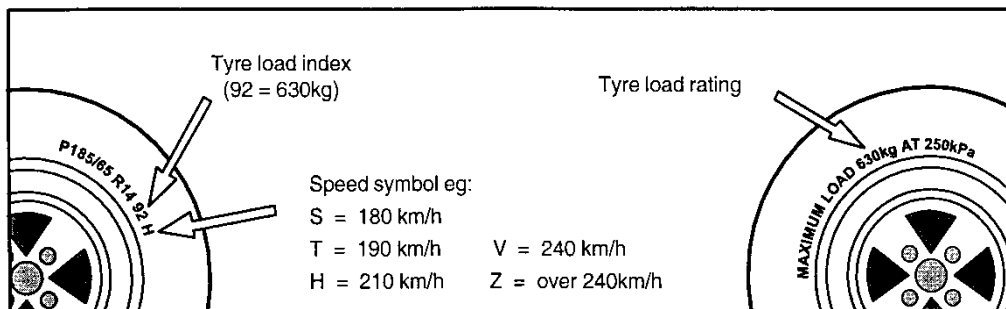 Tyre load index
(92 = 630kg)
Tyre load rating
P185/65 R14 92 H
MAXIMUM LOAD 630kg AT 250kPa
Speed symbol eg:
S = 180 km/h
T = 190 km/h V = 240 km/h
H = 210 km/h Z = over 240km/h